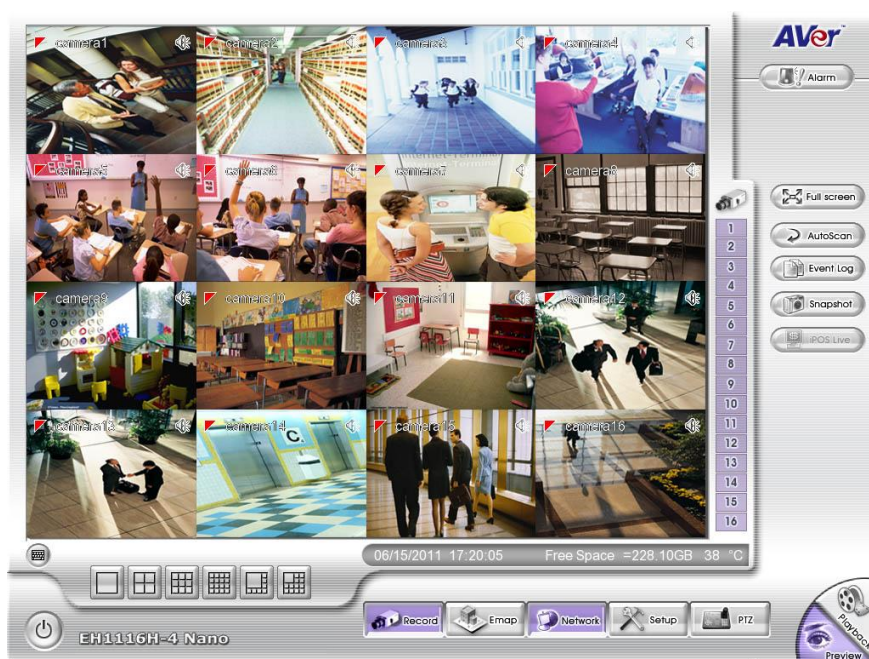 AVer
Alarm
camera1
camera2
camera3
camera4
camera5
camera6
camera7
Internet Terminal
camera8
Full screen
AutoScan
Event Log
Snapshot
iPOS Live
1
2
3
4
5
6
7
8
9
10
11
12
13
14
15
16
camera9
camera10
camera11
camera12
camera13
camera14
C
camera15
camera16
06/15/2011 17:20:05 Free Space =228.10GB 38 °C
Record
Emap
Network
Setup
PTZ
Playback
Preview
EH1116H-4 Nano